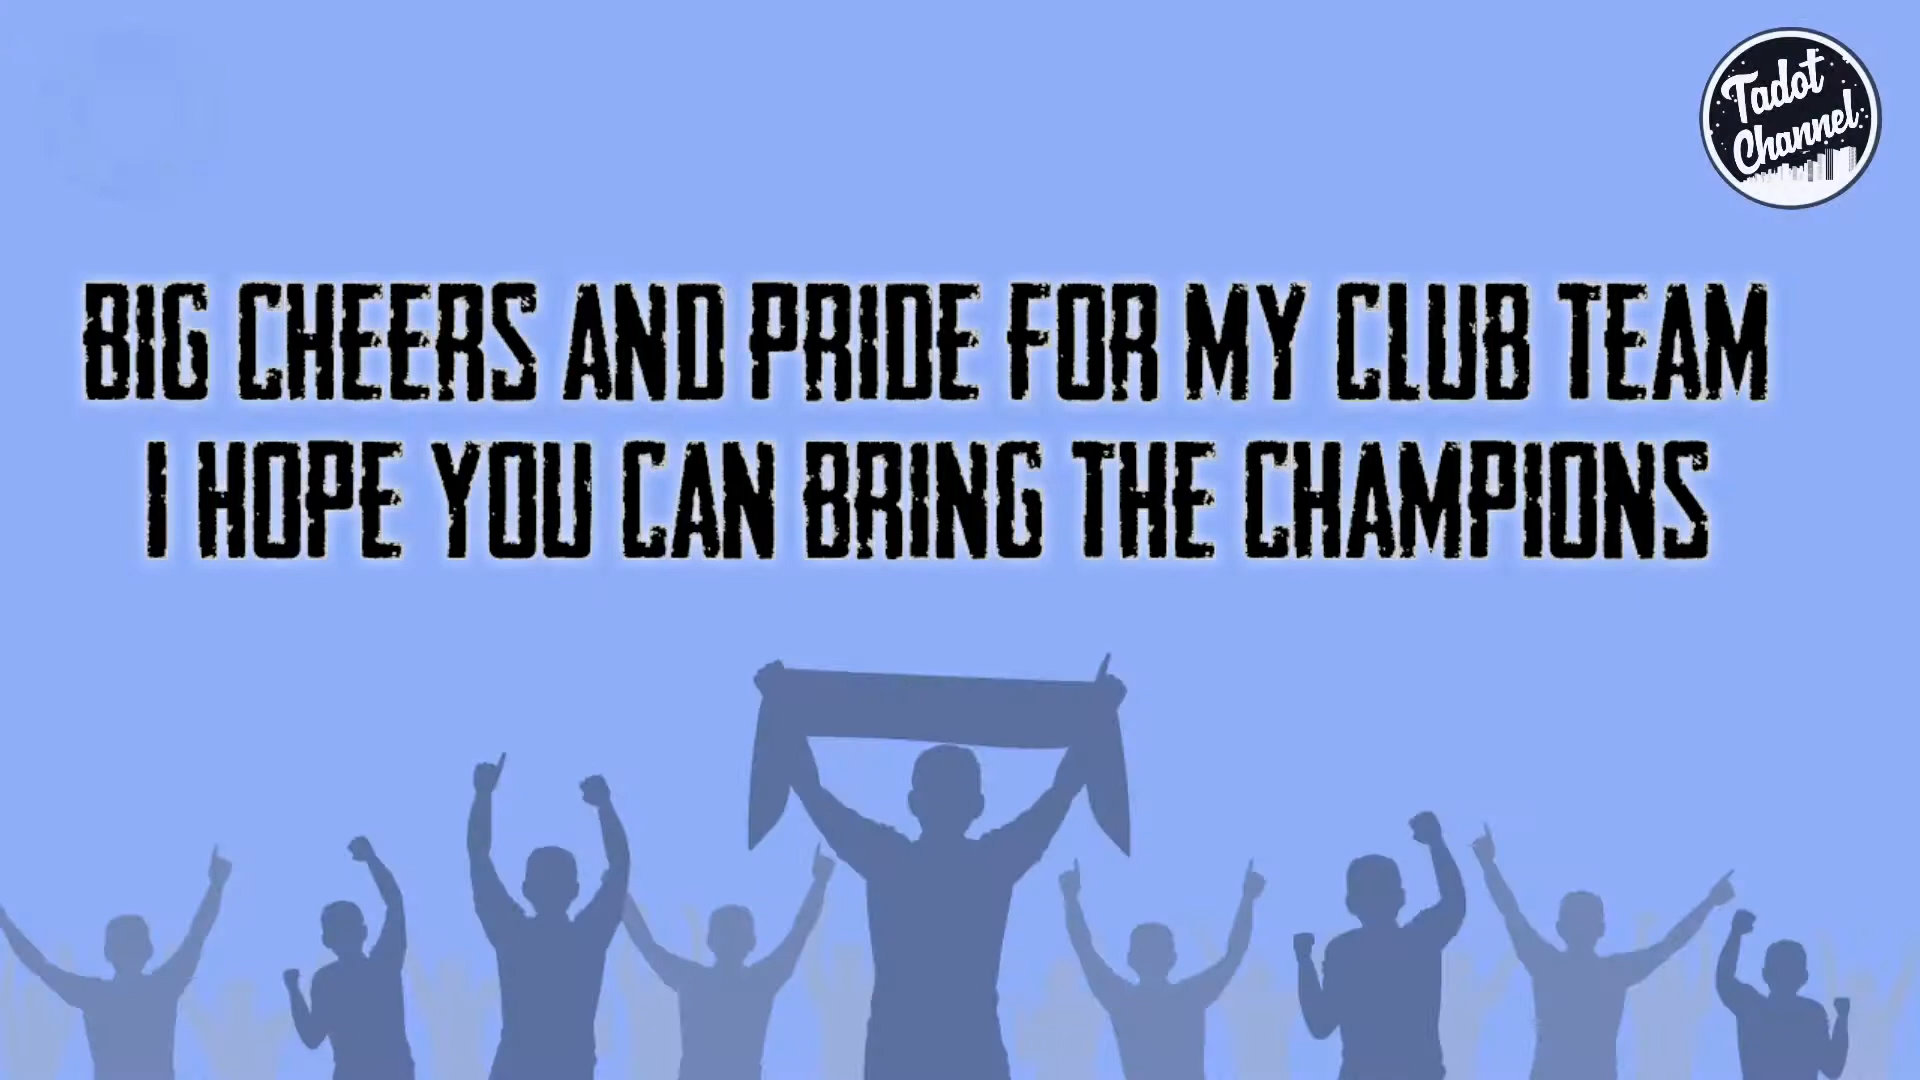 Tadot
Channel
BIG CHEERS AND PRIDE FOR MY CLUB TEAM
I HOPE YOU CAN BRING THE CHAMPIONS